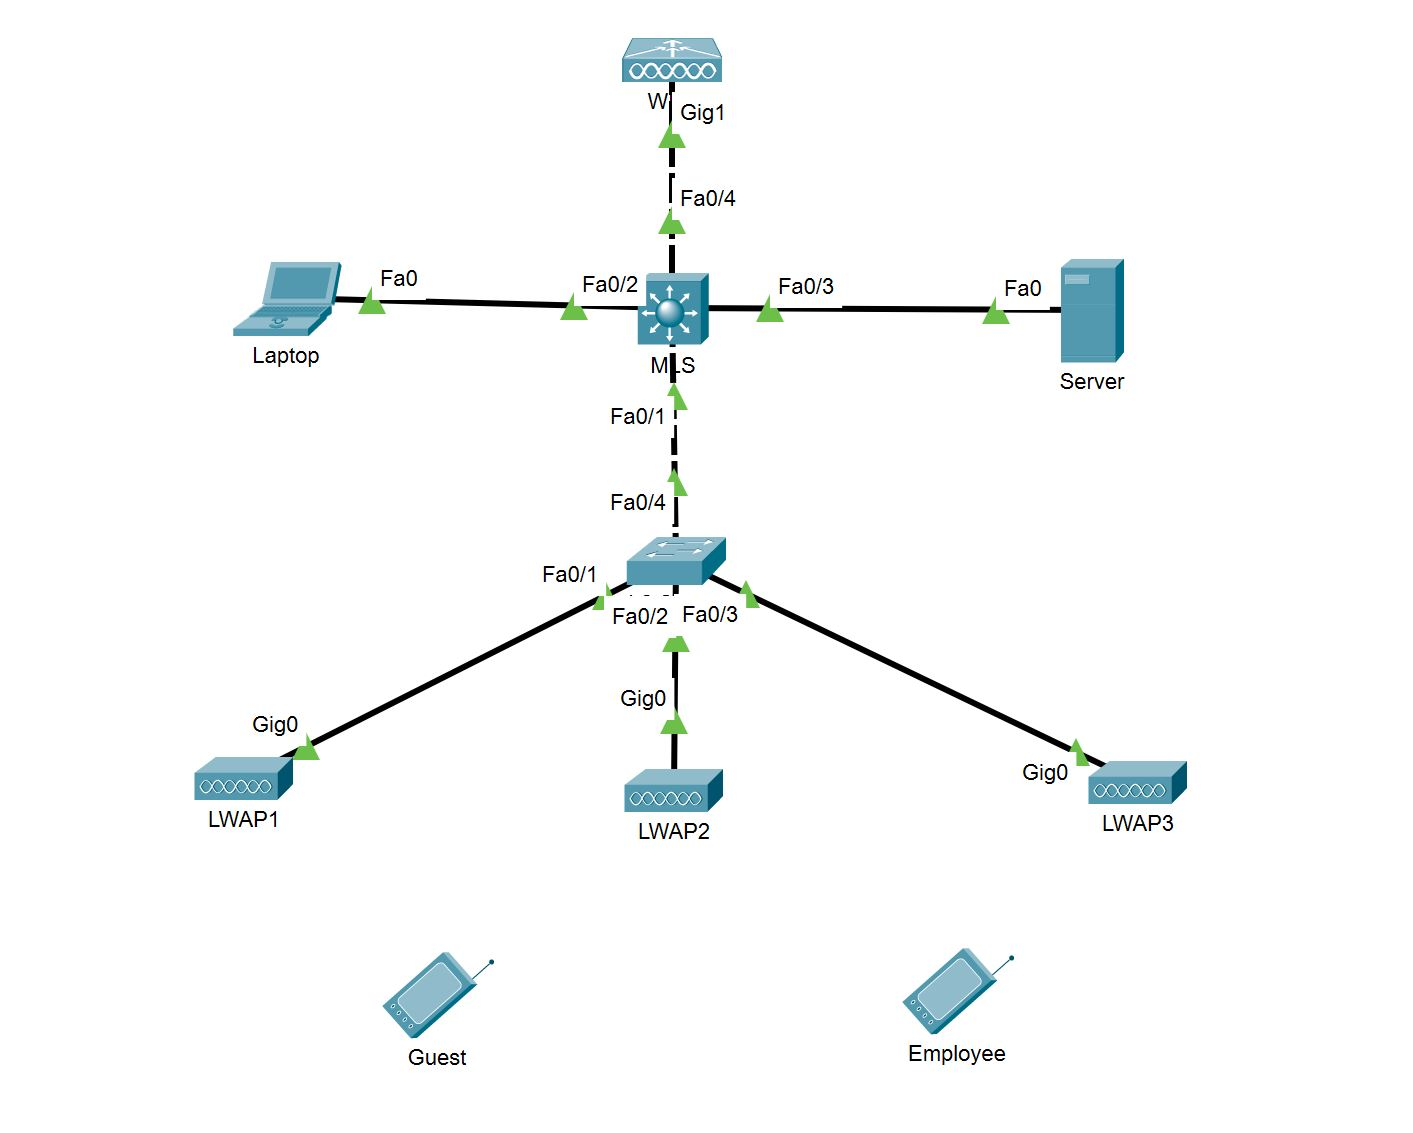 Gig1
Fa0/4
Fa0
Fa0/2
Fa0/3
Fa0
Laptop
MLS
Server
Fa0/1
Fa0/4
Fa0/1
Fa0/2
Fa0/3
Gig0
Gig0
Gig0
LWAP1
LWAP2
LWAP3
Guest
Employee